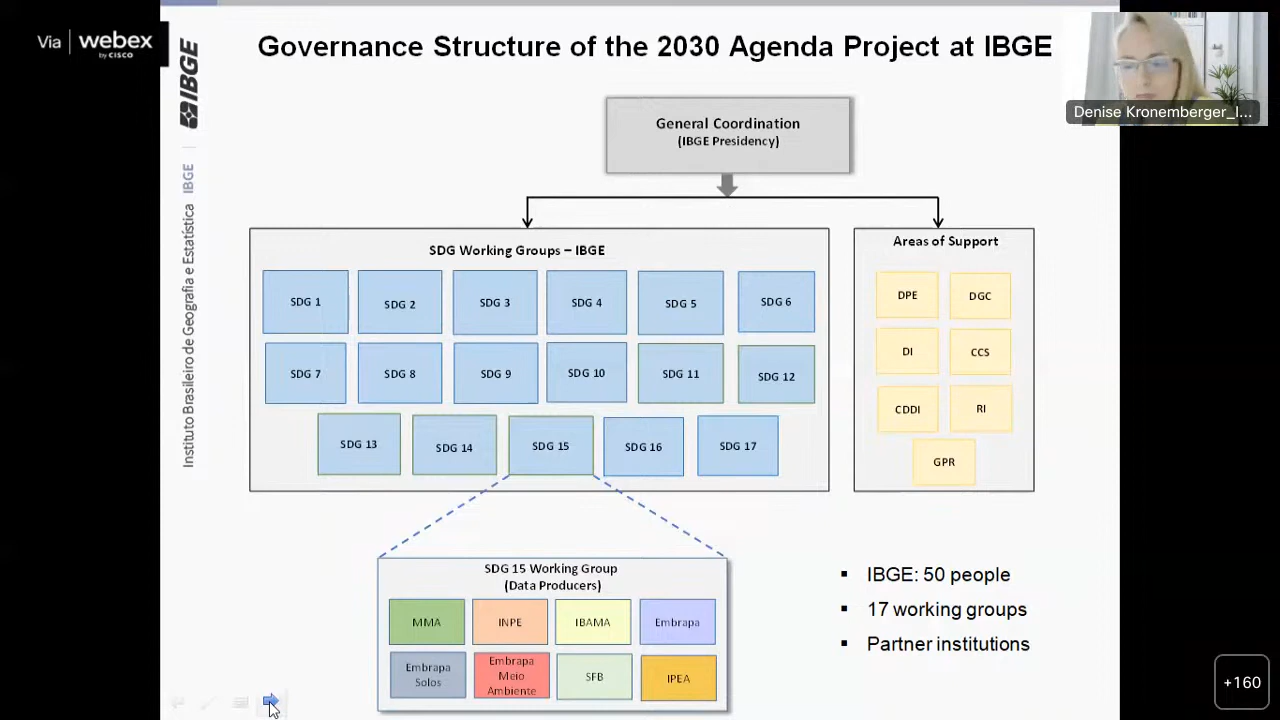 Via webex
by CISCO
Governance Structure of the 2030 Agenda Project at IBGE
Denise Kronemberger_I...
IBGE
Instituto Brasileiro de Geografia e Estatística IBGE
General Coordination
(IBGE Presidency)
SDG Working Groups – IBGE
SDG 1
SDG 2
SDG 3
SDG 4
SDG 5
SDG 6
SDG 7
SDG 8
SDG 9
SDG 10
SDG 11
SDG 12
SDG 13
SDG 14
SDG 15
SDG 16
SDG 17
Areas of Support
DPE
DGC
DI
CCS
CDDI
RI
GPR
SDG 15 Working Group
(Data Producers)
MMA
INPE
IBAMA
Embrapa
Embrapa
Solos
Embrapa
Meio
Ambiente
SFB
IPEA
▪ IBGE: 50 people
▪ 17 working groups
▪ Partner institutions
+160